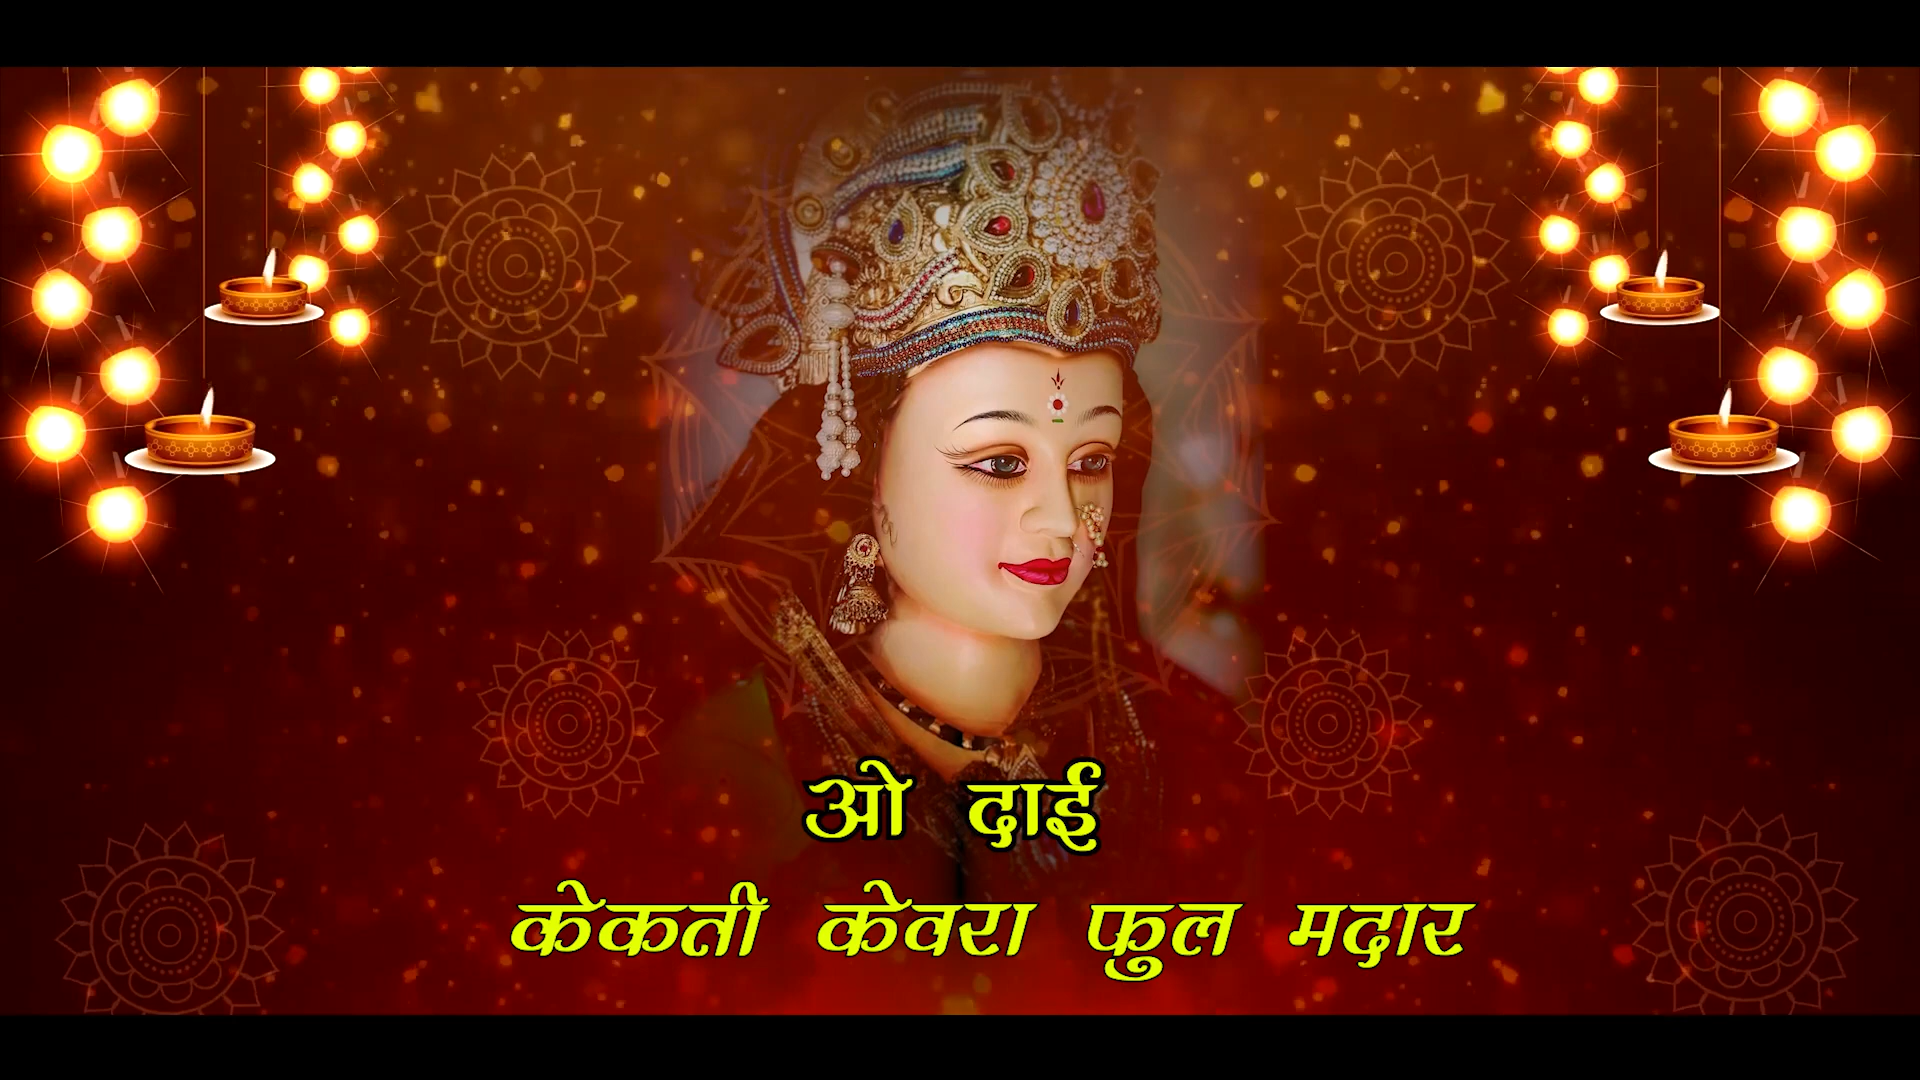 ओ दाई
केकती केवरा फुल मदार